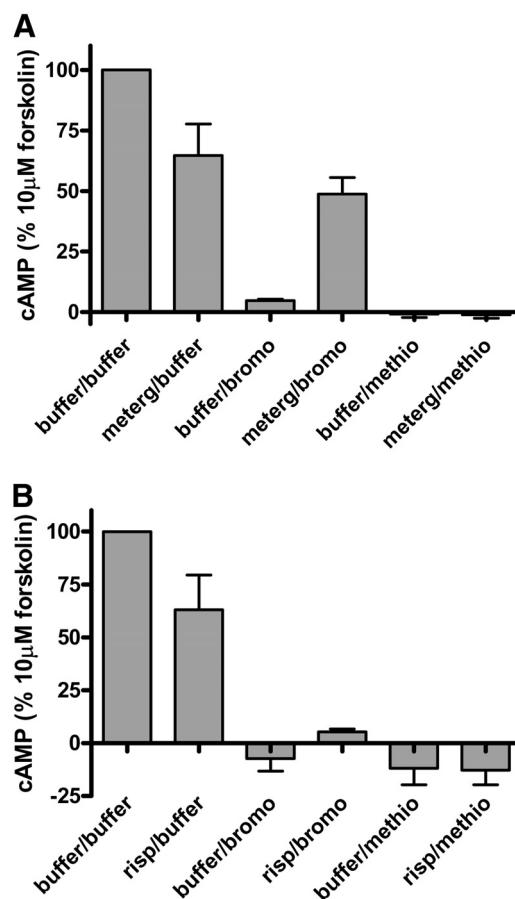 A
cAMP (% 10μM forskolin)
100
75
50
25
0
buffer/buffer
meterg/buffer
buffer/bromo
meterg/bromo
buffer/methio
meterg/methio
B
cAMP (% 10μM forskolin)
100
75
50
25
0
-25
buffer/buffer
risp/buffer
buffer/bromo
risp/bromo
buffer/methio
risp/methio